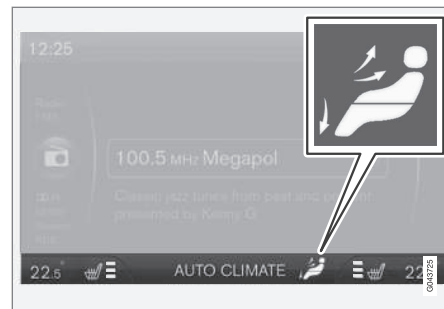 12:25
Radio
100.5 MHz Megapol
Classic jazz tunes from past and present
presented by Kenny G
22.5° AUTO CLIMATE 22
G043725